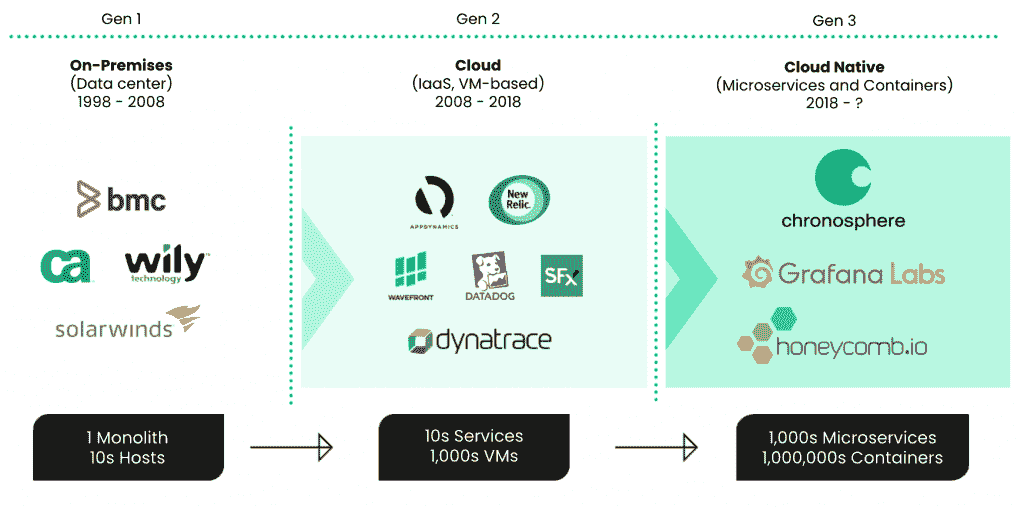 Gen 1
Gen 2
Gen 3
On-Premises
(Data center)
1998 - 2008
Cloud
(IaaS, VM-based)
2008 - 2018
Cloud Native
(Microservices and Containers)
2018 - ?
bmc
ca
wily
technology
solarwinds
APPDYNAMICS
New
Relic.
WAVEFRONT
DATADOG
SFx
dynatrace
chronosphere
Grafana Labs
honeycomb.io
1 Monolith
10s Hosts
10s Services
1,000s VMs
1,000s Microservices
1,000,000s Containers